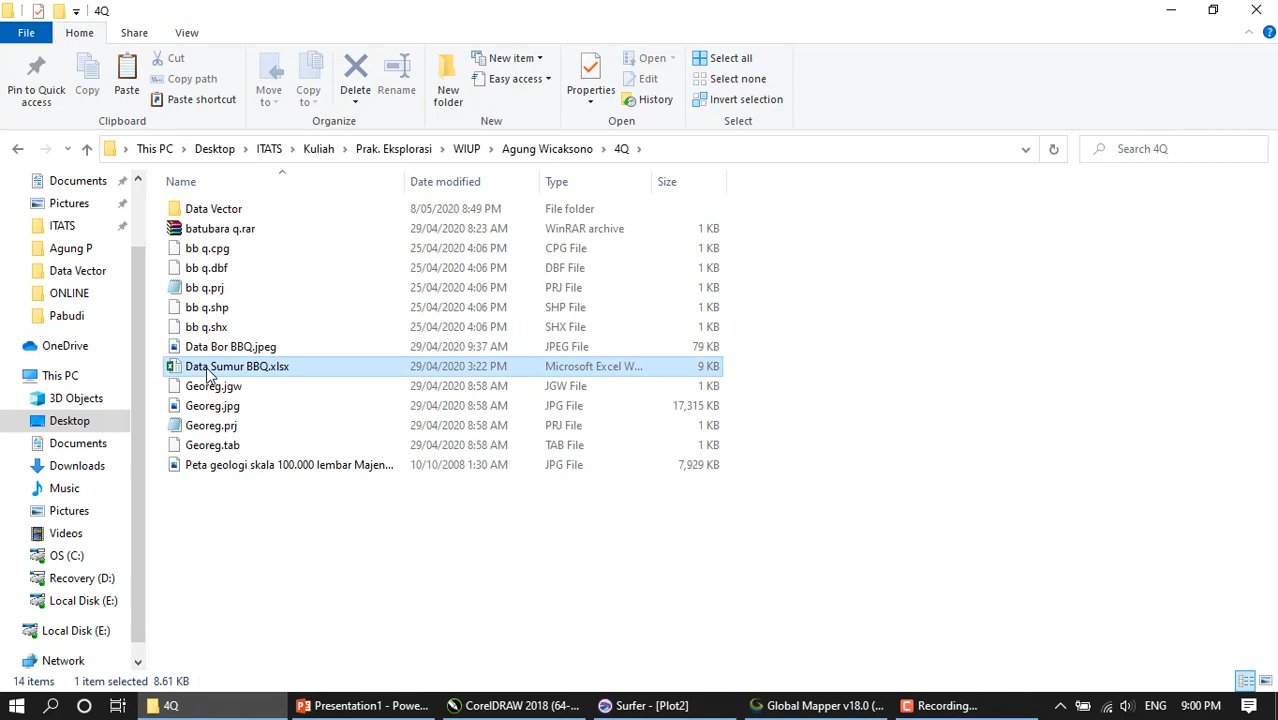 4Q
File Home Share View
Pin to Quick access
Copy
Paste
Cut
Copy path
Paste shortcut
Clipboard
Move to
Copy to
Delete
Rename
Organize
New folder
New item
Easy access
New
Properties
Open
Edit
History
Open
Select all
Select none
Invert selection
Select
This PC > Desktop > ITATS > Kuliah > Prak. Eksplorasi > WIUP > Agung Wicaksono > 4Q >
Search 4Q
Documents
Pictures
ITATS
Agung P
Data Vector
ONLINE
Pabudi
OneDrive
This PC
3D Objects
Desktop
Documents
Downloads
Music
Pictures
Videos
OS (C:)
Recovery (D:)
Local Disk (E:)
Local Disk (E:)
Network
Name Date modified Type Size
Data Vector 8/05/2020 8:49 PM File folder
batubara q.rar 29/04/2020 8:23 AM WinRAR archive 1 KB
bb q.cpg 25/04/2020 4:06 PM CPG File 1 KB
bb q.dbf 25/04/2020 4:06 PM DBF File 1 KB
bb q.prj 25/04/2020 4:06 PM PRJ File 1 KB
bb q.shp 25/04/2020 4:06 PM SHP File 1 KB
bb q.shx 25/04/2020 4:06 PM SHX File 1 KB
Data Bor BBQ.jpeg 29/04/2020 9:37 AM JPEG File 79 KB
Data Sumur BBQ.xlsx 29/04/2020 3:22 PM Microsoft Excel W... 9 KB
Georeg.jgw 29/04/2020 8:58 AM JGW File 1 KB
Georeg.jpg 29/04/2020 8:58 AM JPG File 17,315 KB
Georeg.prj 29/04/2020 8:58 AM PRJ File 1 KB
Georeg.tab 29/04/2020 8:58 AM TAB File 1 KB
Peta geologi skala 100.000 lembar Majen... 10/10/2008 1:30 AM JPG File 7,929 KB
14 items 1 item selected 8.61 KB
4Q
Presentation1 - Powe...
CorelDRAW 2018 (64-...
Surfer - [Plot2]
Global Mapper v18.0 (...
Recording...
ENG 9:00 PM